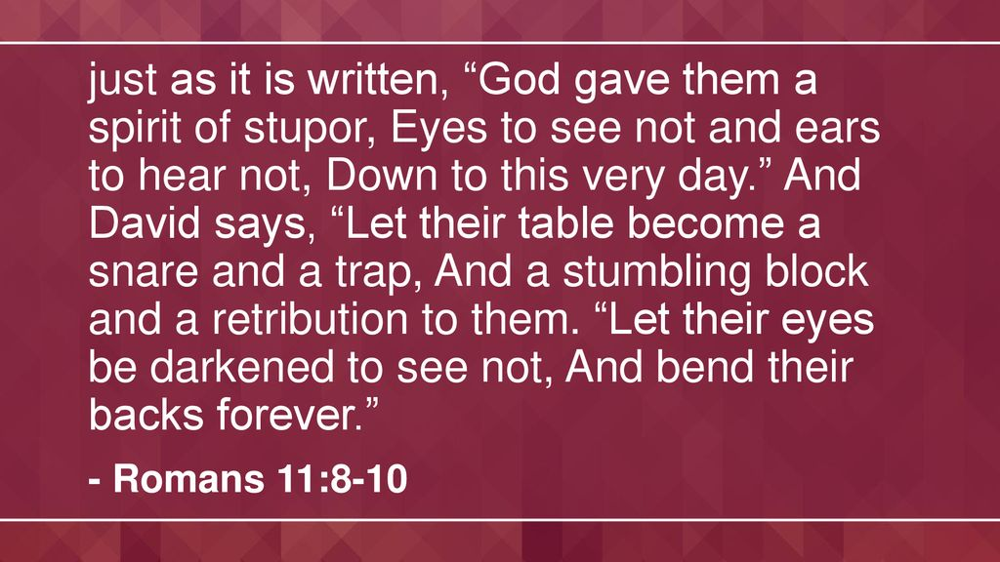 just as it is written, “God gave them a
spirit of stupor, Eyes to see not and ears
to hear not, Down to this very day.” And
David says, “Let their table become a
snare and a trap, And a stumbling block
and a retribution to them. “Let their eyes
be darkened to see not, And bend their
backs forever.”
- Romans 11:8-10